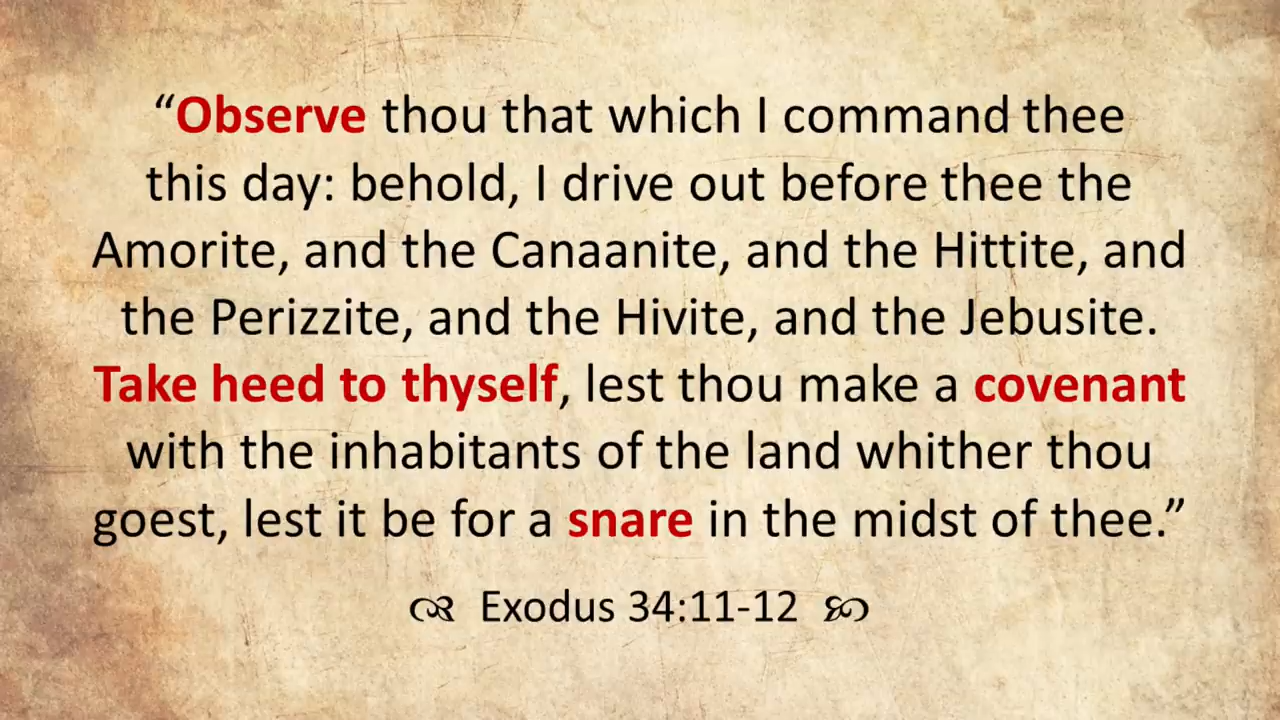 “Observe thou that which I command thee
this day: behold, I drive out before thee the
Amorite, and the Canaanite, and the Hittite, and
the Perizzite, and the Hivite, and the Jebusite.
Take heed to thyself, lest thou make a covenant
with the inhabitants of the land whither thou
goest, lest it be for a snare in the midst of thee.”
Exodus 34:11-12